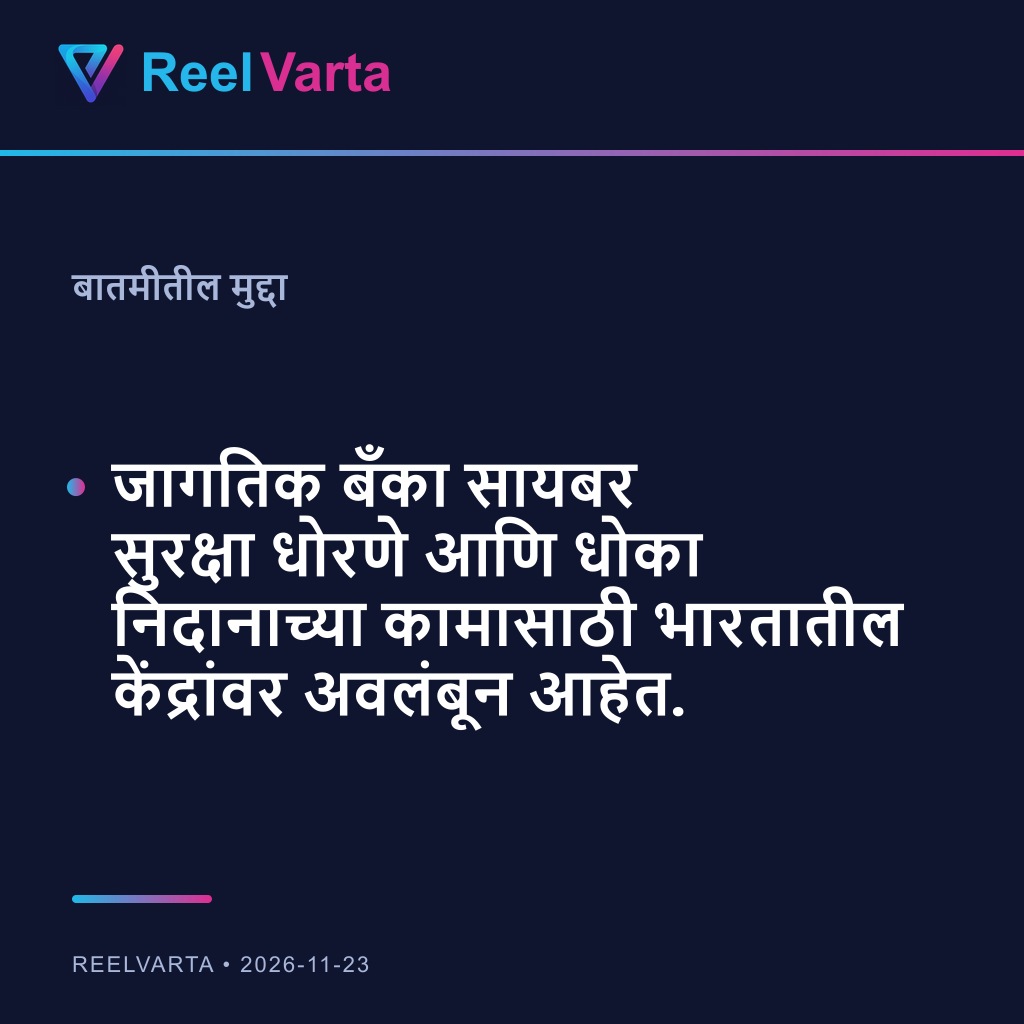 ReelVarta
बातमीतील मुद्दा
• जागतिक बँका सायबर
सुरक्षा धोरणे आणि धोका
निदानाच्या कामासाठी भारतातील
केंद्रांवर अवलंबून आहेत.
REELVARTA • 2026-11-23